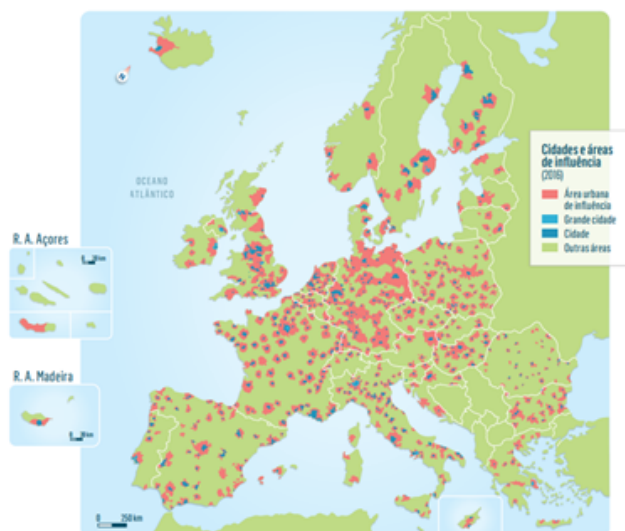 OCEANO
ATLÂNTICO
Cidades e áreas
de influência
(2016)
Área urbana
de influência
Grande cidade
Cidade
Outras áreas
R. A. Açores
R. A. Madeira
0 250 km
N